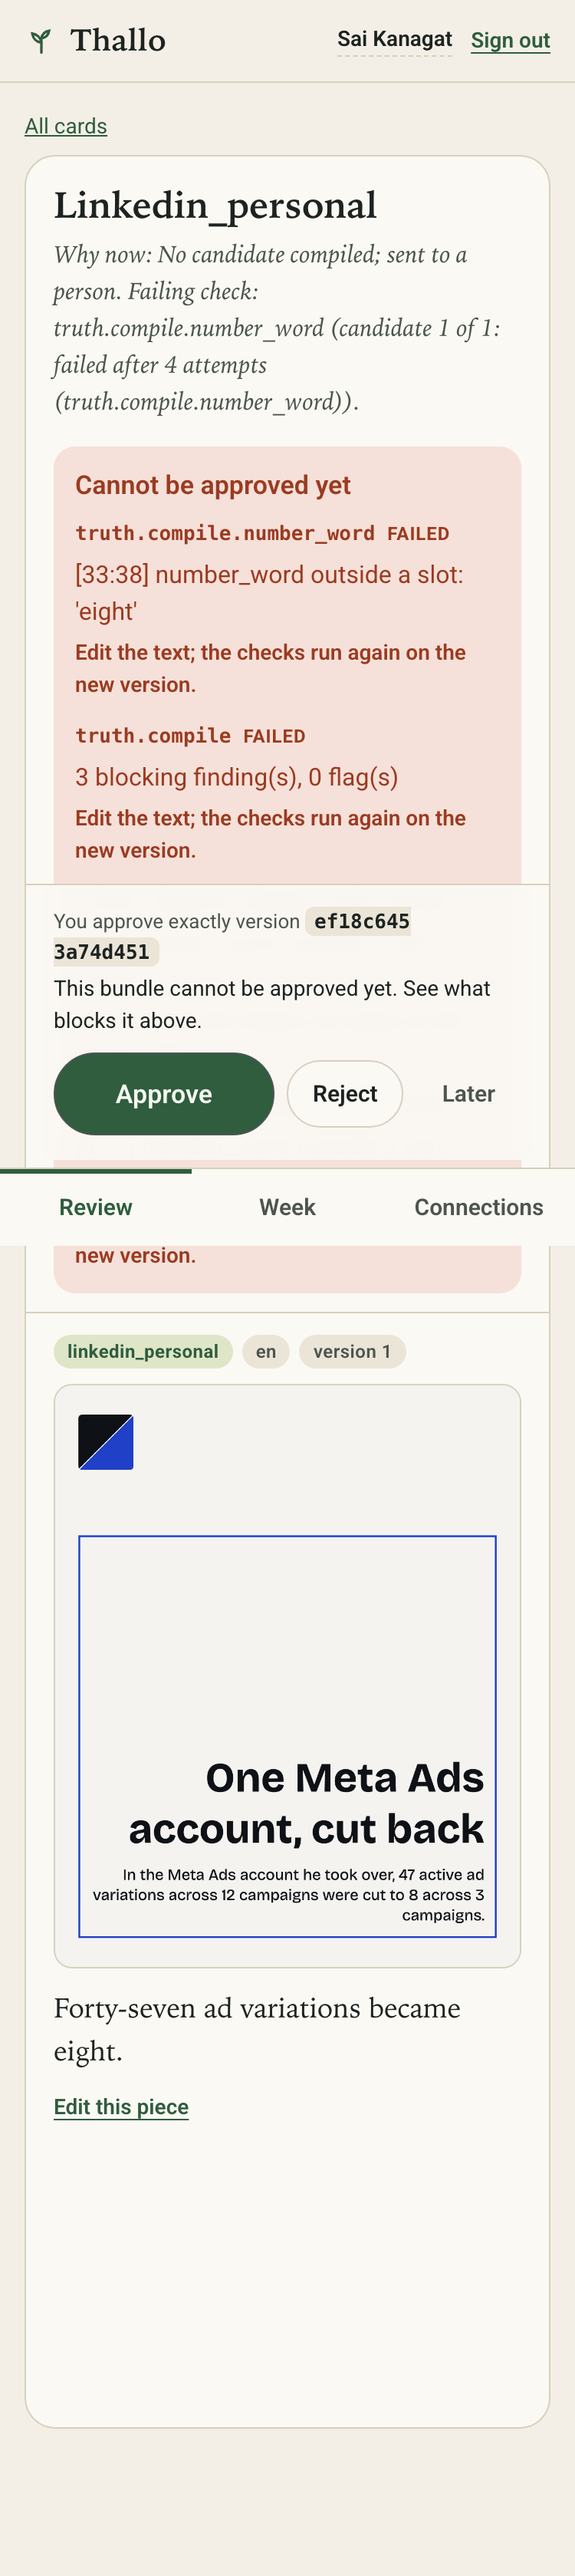 Thallo
Sai Kanagat
Sign out
All cards
Linkedin_personal
Why now: No candidate compiled; sent to a
person. Failing check:
truth.compile.number_word (candidate 1 of 1:
failed after 4 attempts
(truth.compile.number_word)).
Cannot be approved yet
truth.compile.number_word FAILED
[33:38] number_word outside a slot:
'eight'
Edit the text; the checks run again on the
new version.
truth.compile FAILED
3 blocking finding(s), 0 flag(s)
Edit the text; the checks run again on the
new version.
You approve exactly version ef18c645
3a74d451
This bundle cannot be approved yet. See what
blocks it above.
Approve
Reject
Later
Review
Week
Connections
new version.
linkedin_personal
en
version 1
One Meta Ads
account, cut back
In the Meta Ads account he took over, 47 active ad
variations across 12 campaigns were cut to 8 across 3
campaigns.
Forty-seven ad variations became
eight.
Edit this piece